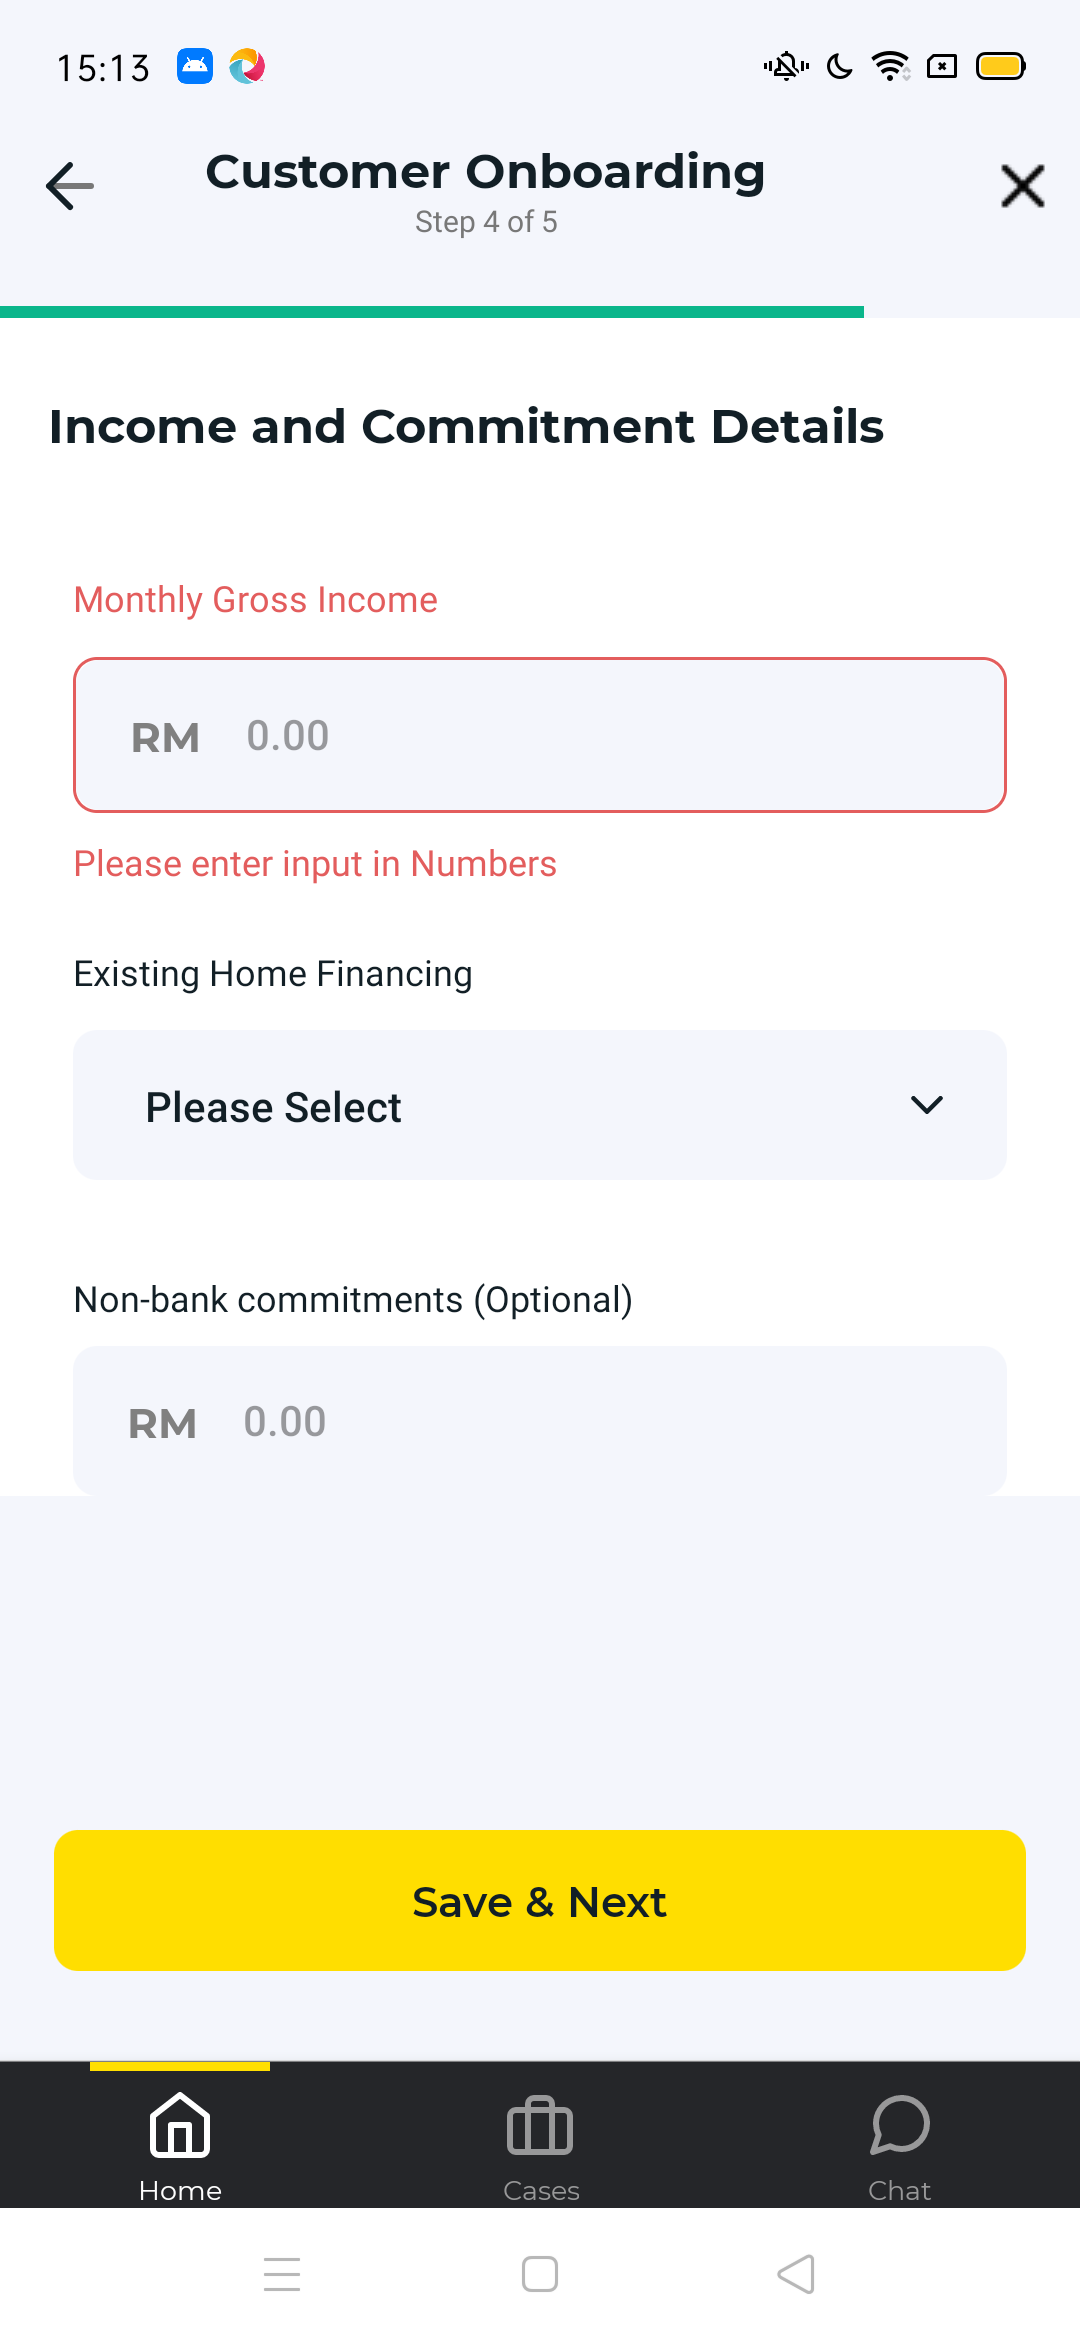 15:13
Customer Onboarding
Step 4 of 5
Income and Commitment Details
Monthly Gross Income
RM 0.00
Please enter input in Numbers
Existing Home Financing
Please Select
Non-bank commitments (Optional)
RM 0.00
Save & Next
Home Cases Chat